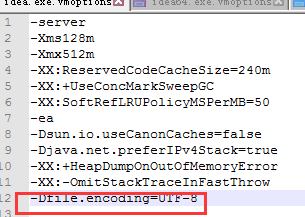 idea.exe.vmoptions
idea64.exe.vmoptions
1 -server
2 -Xms128m
3 -Xmx512m
4 -XX:ReservedCodeCacheSize=240m
5 -XX:+UseConcMarkSweepGC
6 -XX:SoftRefLRUPolicyMSPerMB=50
7 -ea
8 -Dsun.io.useCanonCaches=false
9 -Djava.net.preferIPv4Stack=true
10 -XX:+HeapDumpOnOutOfMemoryError
11 -XX:-OmitStackTraceInFastThrow
12 -Dfile.encoding=UTF-8
13